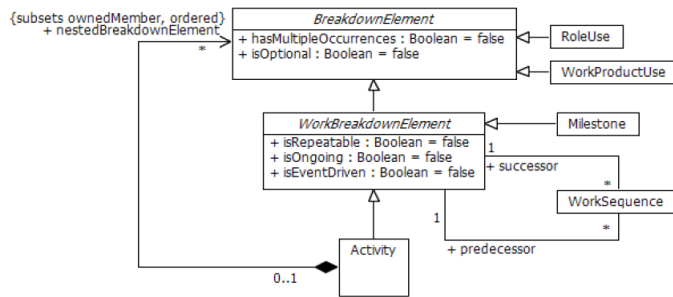 {subsets ownedMember, ordered}
+ nestedBreakdownElement
*
BreakdownElement
+ hasMultipleOccurrences : Boolean = false
+ isOptional : Boolean = false
RoleUse
WorkProductUse
WorkBreakdownElement
+ isRepeatable : Boolean = false
+ isOngoing : Boolean = false
+ isEventDriven : Boolean = false
Milestone
1
+ successor
*
WorkSequence
*
1
+ predecessor
Activity
0..1